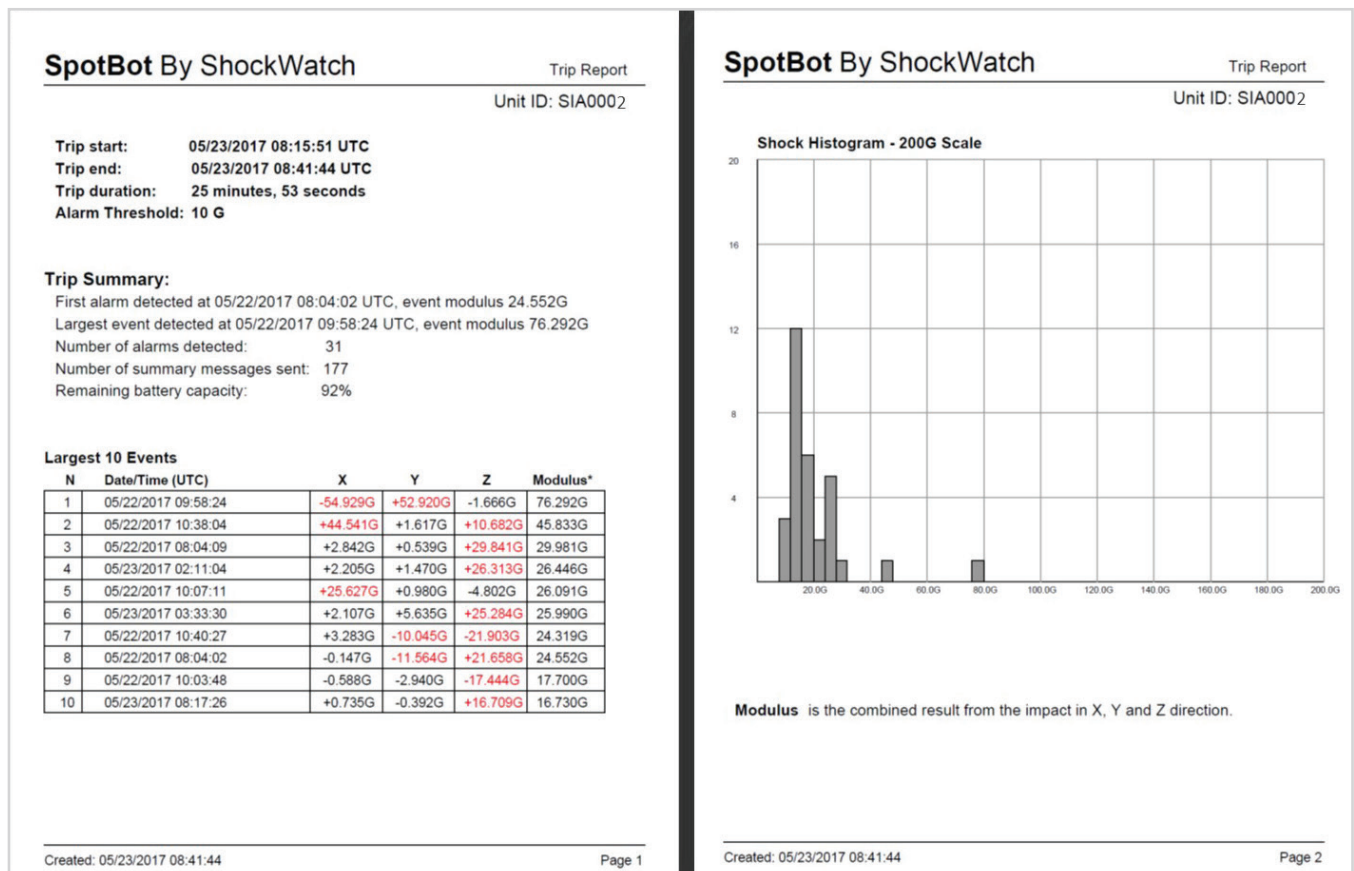 SpotBot By ShockWatch Trip Report
Unit ID: SIA0002
Trip start: 05/23/2017 08:15:51 UTC
Trip end: 05/23/2017 08:41:44 UTC
Trip duration: 25 minutes, 53 seconds
Alarm Threshold: 10 G
Trip Summary:
First alarm detected at 05/22/2017 08:04:02 UTC, event modulus 24.552G
Largest event detected at 05/22/2017 09:58:24 UTC, event modulus 76.292G
Number of alarms detected: 31
Number of summary messages sent: 177
Remaining battery capacity: 92%
Largest 10 Events
N Date/Time (UTC) X Y Z Modulus*
1 05/22/2017 09:58:24 -54.929G +52.920G -1.666G 76.292G
2 05/22/2017 10:38:04 +44.541G +1.617G +10.682G 45.833G
3 05/22/2017 08:04:09 +2.842G +0.539G +29.841G 29.981G
4 05/23/2017 02:11:04 +2.205G +1.470G +26.313G 26.446G
5 05/22/2017 10:07:11 +25.627G +0.980G -4.802G 26.091G
6 05/23/2017 03:33:30 +2.107G +5.635G +25.284G 25.990G
7 05/22/2017 10:40:27 +3.283G -10.045G -21.903G 24.319G
8 05/22/2017 08:04:02 -0.147G -11.564G +21.658G 24.552G
9 05/22/2017 10:03:48 -0.588G -2.940G -17.444G 17.700G
10 05/23/2017 08:17:26 +0.735G -0.392G +16.709G 16.730G
Created: 05/23/2017 08:41:44 Page 1
SpotBot By ShockWatch Trip Report
Unit ID: SIA0002
Shock Histogram - 200G Scale
20
16
12
8
4
20.0G 40.0G 60.0G 80.0G 100.0G 120.0G 140.0G 160.0G 180.0G 200.0G
Modulus is the combined result from the impact in X, Y and Z direction.
Created: 05/23/2017 08:41:44 Page 2